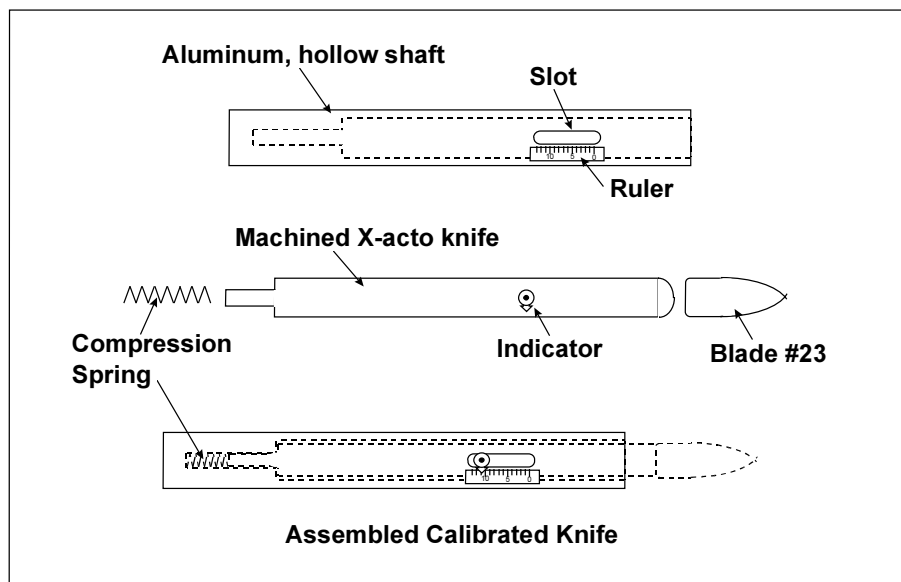 Aluminum, hollow shaft
Slot
10 5 0
Ruler
Machined X-acto knife
Compression
Spring
Indicator
Blade #23
10 5 0
Assembled Calibrated Knife